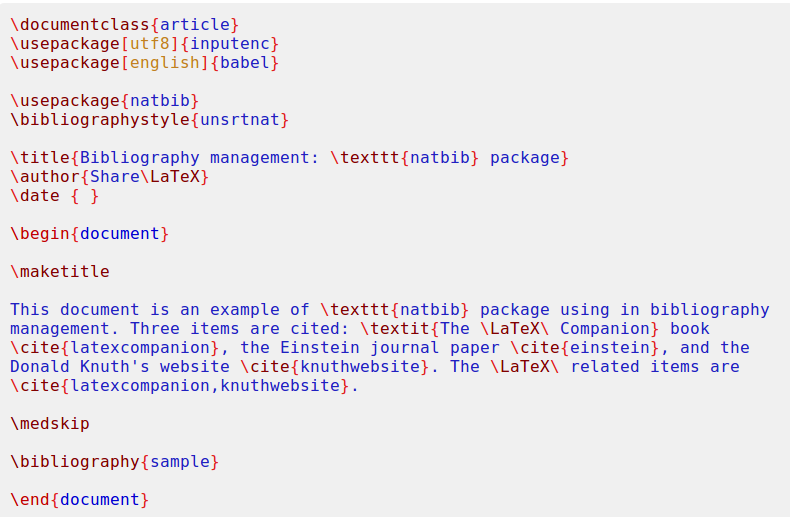 \documentclass{article}
\usepackage[utf8]{inputenc}
\usepackage[english]{babel}
\usepackage{natbib}
\bibliographystyle{unsrtnat}
\title{Bibliography management: \texttt{natbib} package}
\author{Share\LaTeX}
\date { }
\begin{document}
\maketitle
This document is an example of \texttt{natbib} package using in bibliography
management. Three items are cited: \textit{The \LaTeX\ Companion} book
\cite{latexcompanion}, the Einstein journal paper \cite{einstein}, and the
Donald Knuth's website \cite{knuthwebsite}. The \LaTeX\ related items are
\cite{latexcompanion,knuthwebsite}.
\medskip
\bibliography{sample}
\end{document}